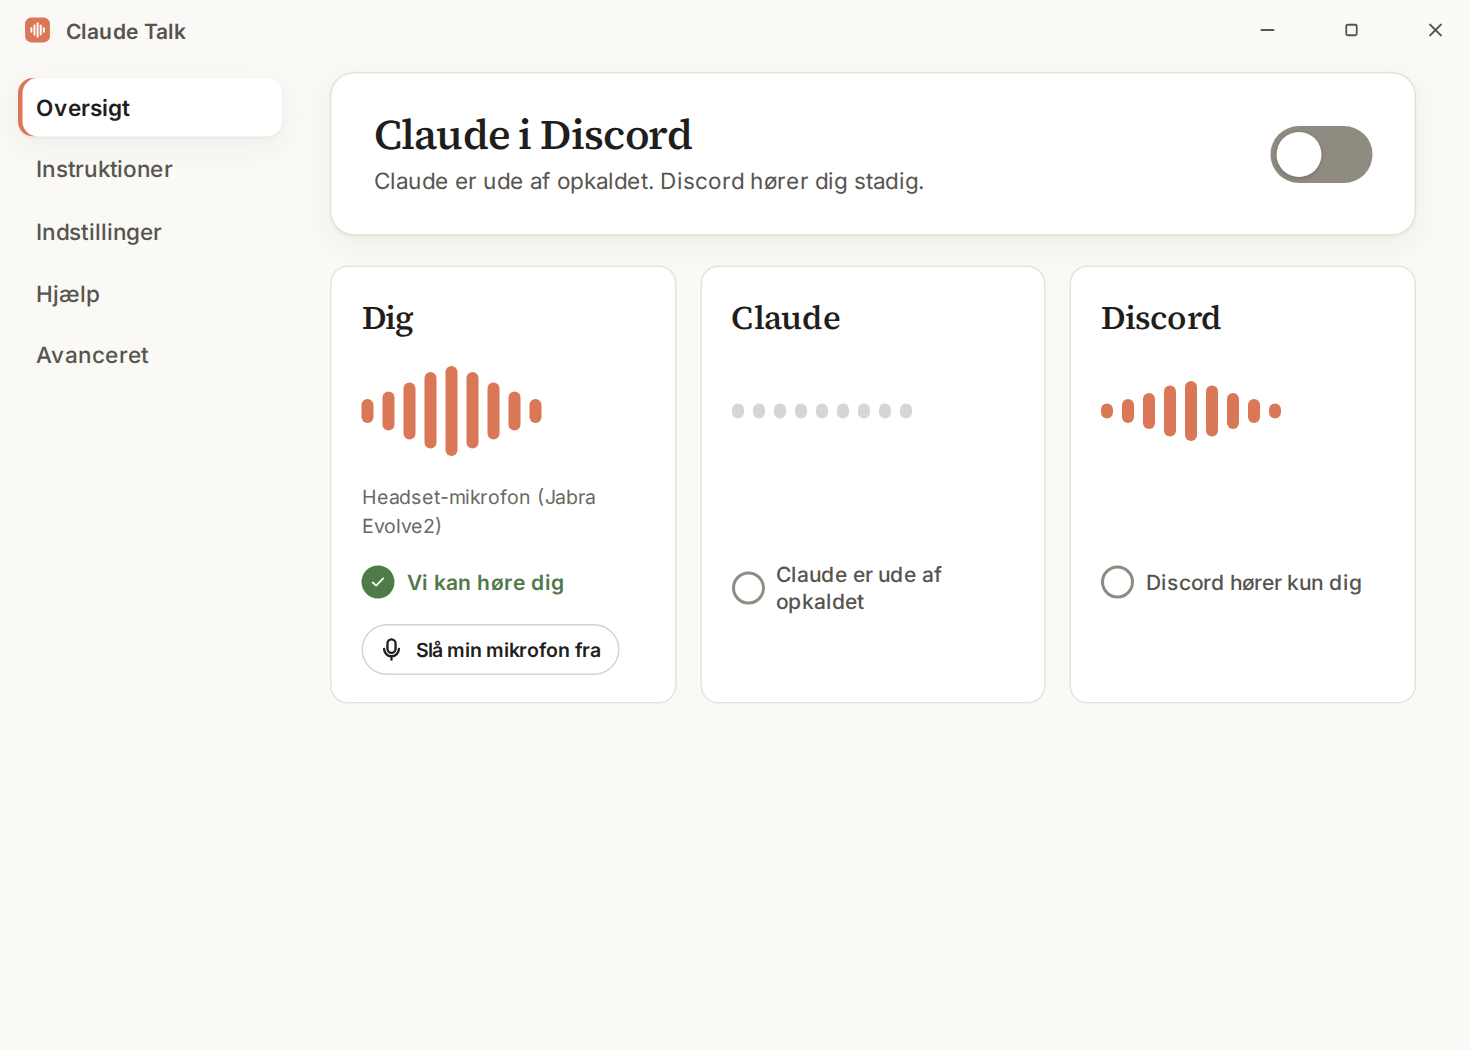 Claude Talk
Oversigt
Instruktioner
Indstillinger
Hjælp
Avanceret
Claude i Discord
Claude er ude af opkaldet. Discord hører dig stadig.
Dig
Headset-mikrofon (Jabra
Evolve2)
Vi kan høre dig
Slå min mikrofon fra
Claude
Claude er ude af
opkaldet
Discord
Discord hører kun dig